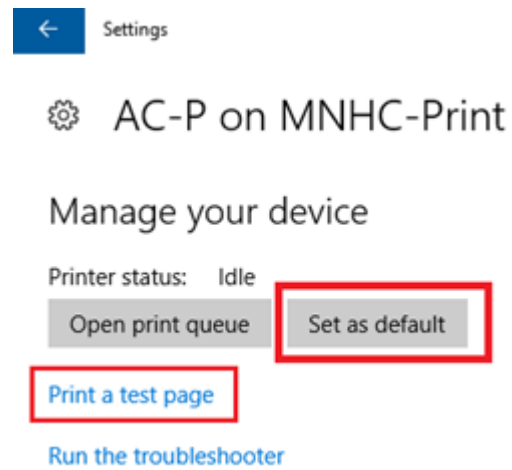 Settings
AC-P on MNHC-Print
Manage your device
Printer status: Idle
Open print queue Set as default
Print a test page
Run the troubleshooter